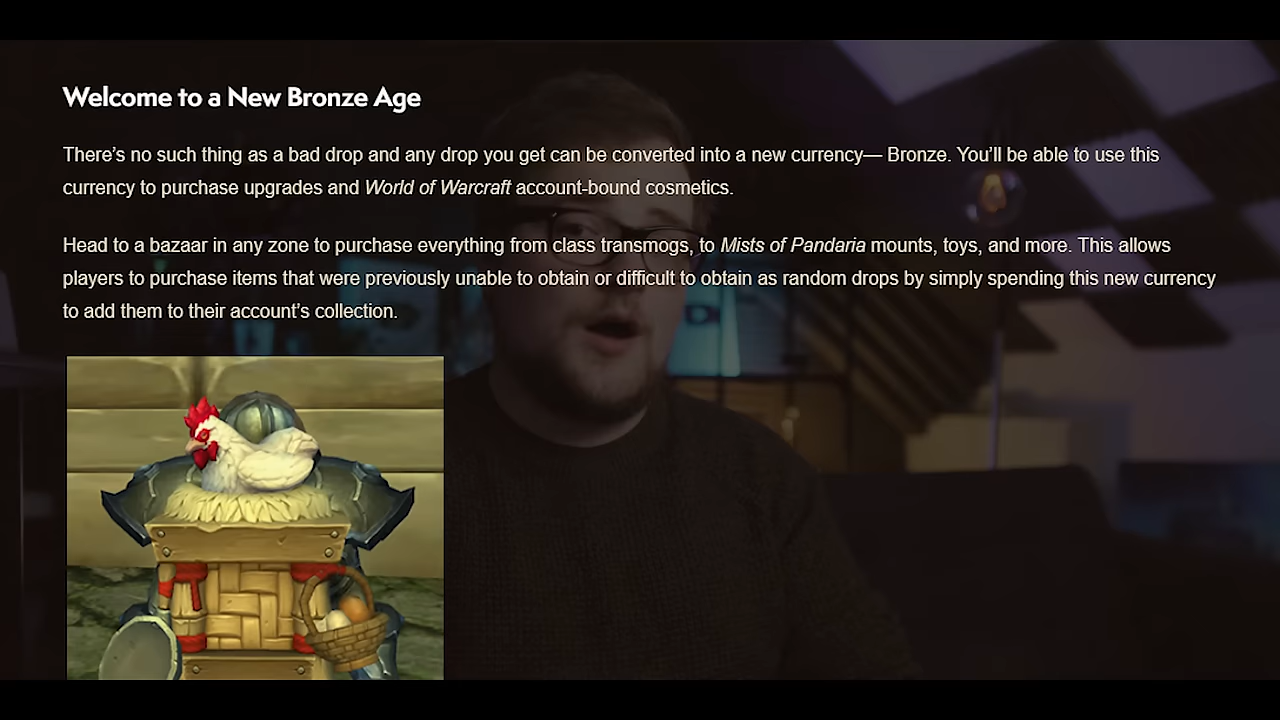 Welcome to a New Bronze Age
There’s no such thing as a bad drop and any drop you get can be converted into a new currency— Bronze. You’ll be able to use this
currency to purchase upgrades and World of Warcraft account-bound cosmetics.
Head to a bazaar in any zone to purchase everything from class transmogs, to Mists of Pandaria mounts, toys, and more. This allows
players to purchase items that were previously unable to obtain or difficult to obtain as random drops by simply spending this new currency
to add them to their account’s collection.